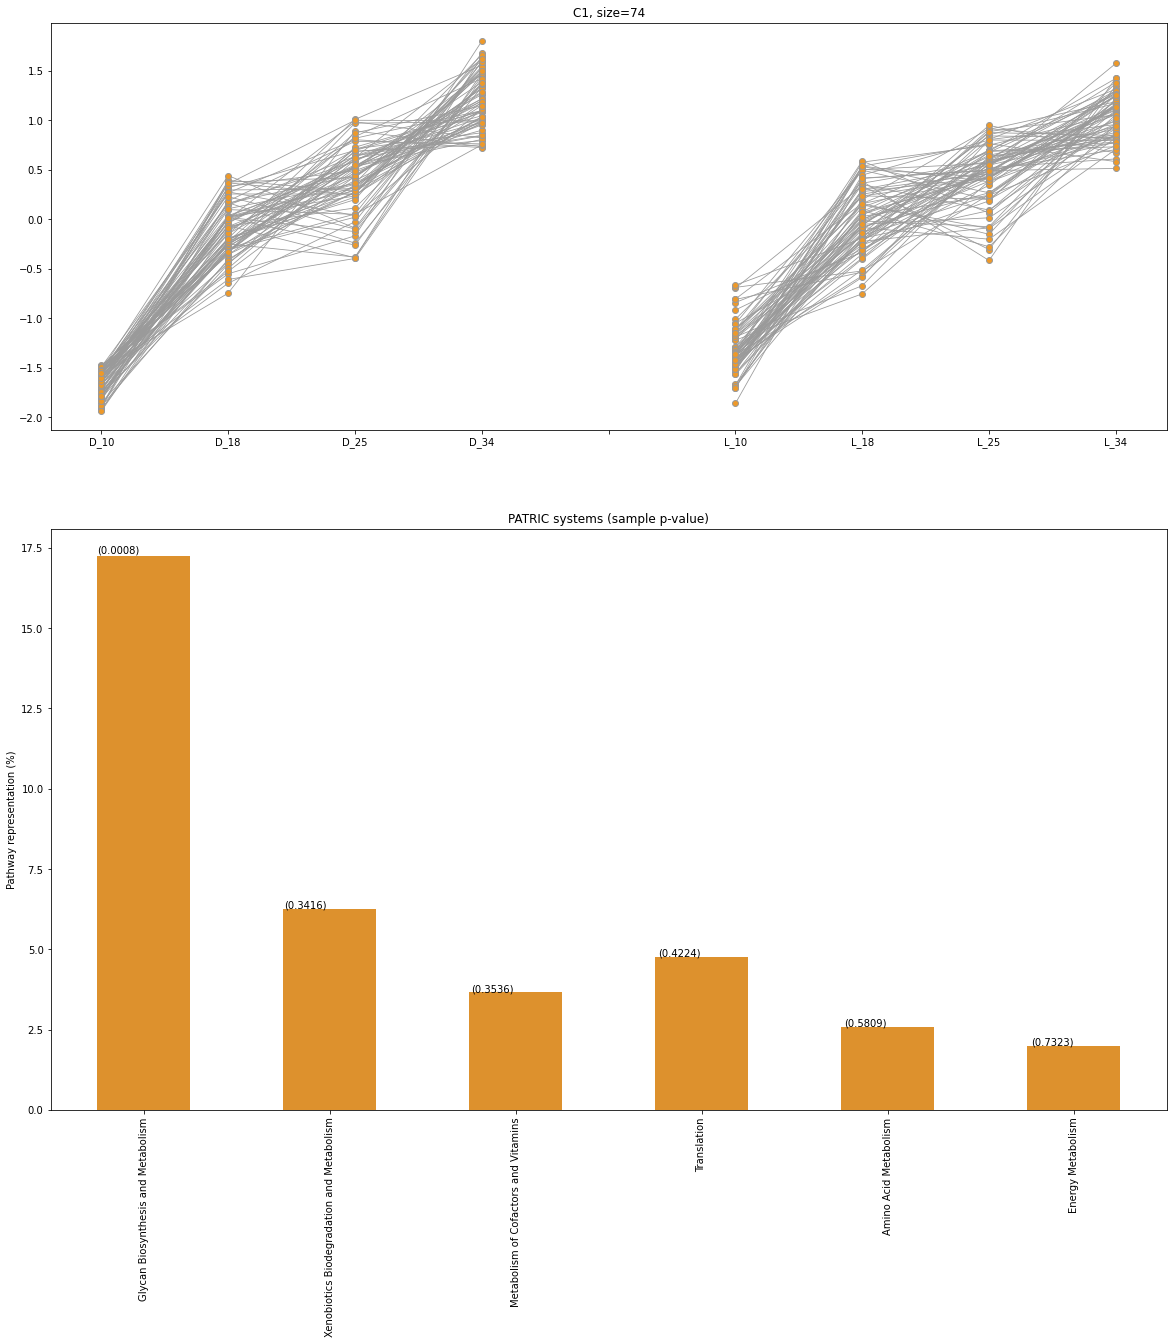 C1, size=74
1.5
1.0
0.5
0.0
−0.5
−1.0
−1.5
−2.0
D_10 D_18 D_25 D_34 L_10 L_18 L_25 L_34
PATRIC systems (sample p-value)
Pathway representation (%)
17.5
15.0
12.5
10.0
7.5
5.0
2.5
0.0
(0.0008)
(0.3416)
(0.3536)
(0.4224)
(0.5809)
(0.7323)
Glycan Biosynthesis and Metabolism
Xenobiotics Biodegradation and Metabolism
Metabolism of Cofactors and Vitamins
Translation
Amino Acid Metabolism
Energy Metabolism